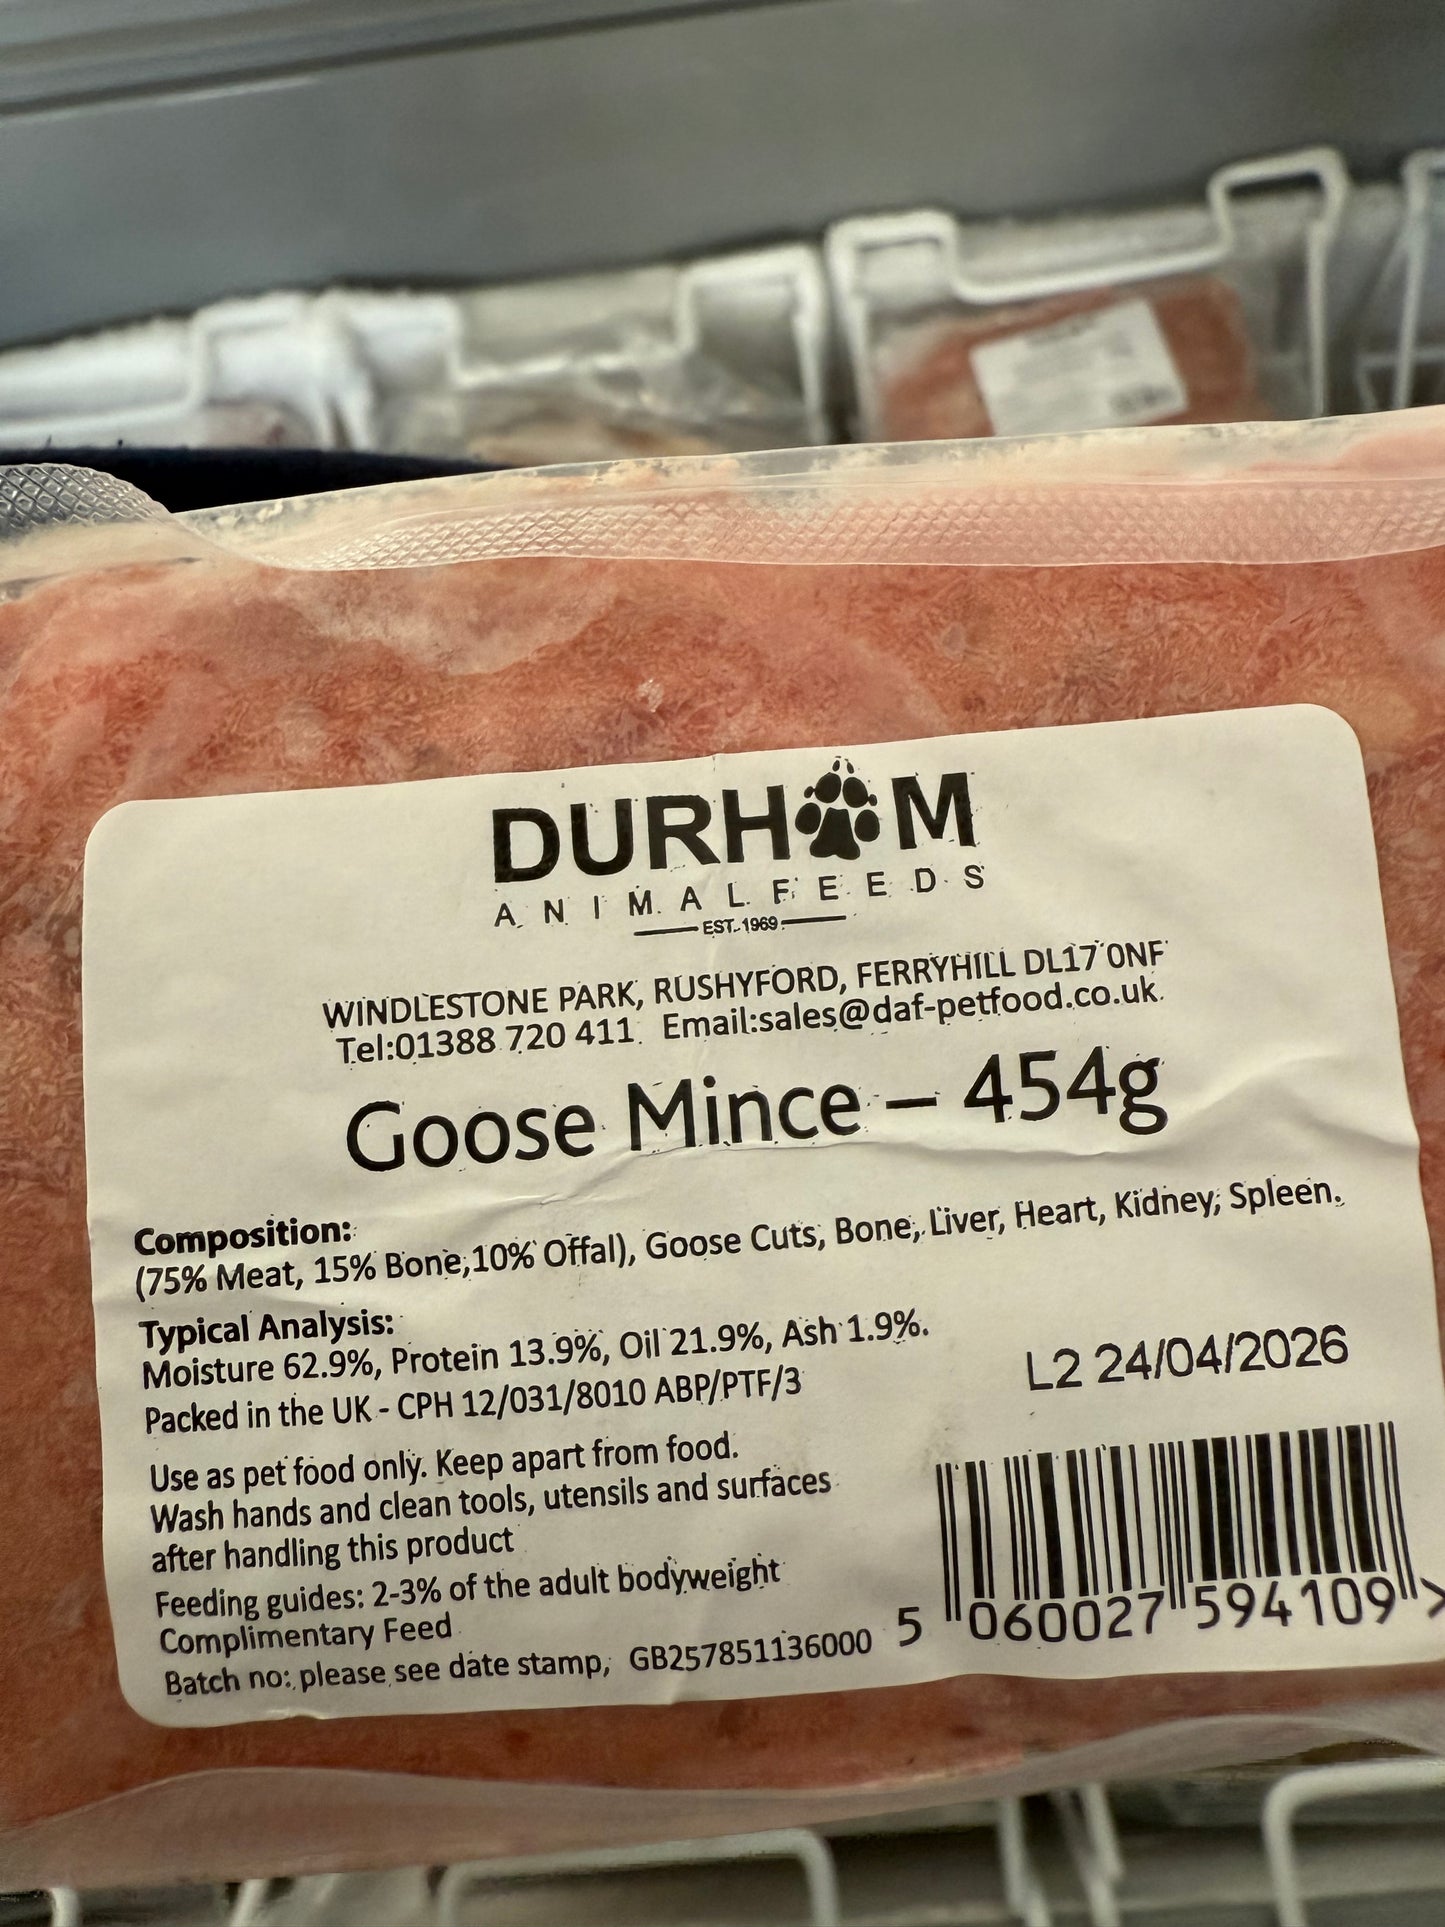 DURHAM
ANIMAL FEEDS
EST. 1969
WINDLESTONE PARK, RUSHYFORD, FERRYHILL DL17 0NF
Tel:01388 720 411 Email:sales@daf-petfood.co.uk
Goose Mince – 454g
Composition:
(75% Meat, 15% Bone,10% Offal), Goose Cuts, Bone, Liver, Heart, Kidney, Spleen.
Typical Analysis:
Moisture 62.9%, Protein 13.9%, Oil 21.9%, Ash 1.9%.
Packed in the UK - CPH 12/031/8010 ABP/PTF/3
L2 24/04/2026
Use as pet food only. Keep apart from food.
Wash hands and clean tools, utensils and surfaces
after handling this product
Feeding guides: 2-3% of the adult bodyweight
Complimentary Feed
Batch no: please see date stamp, GB257851136000
5 060027 594109 >